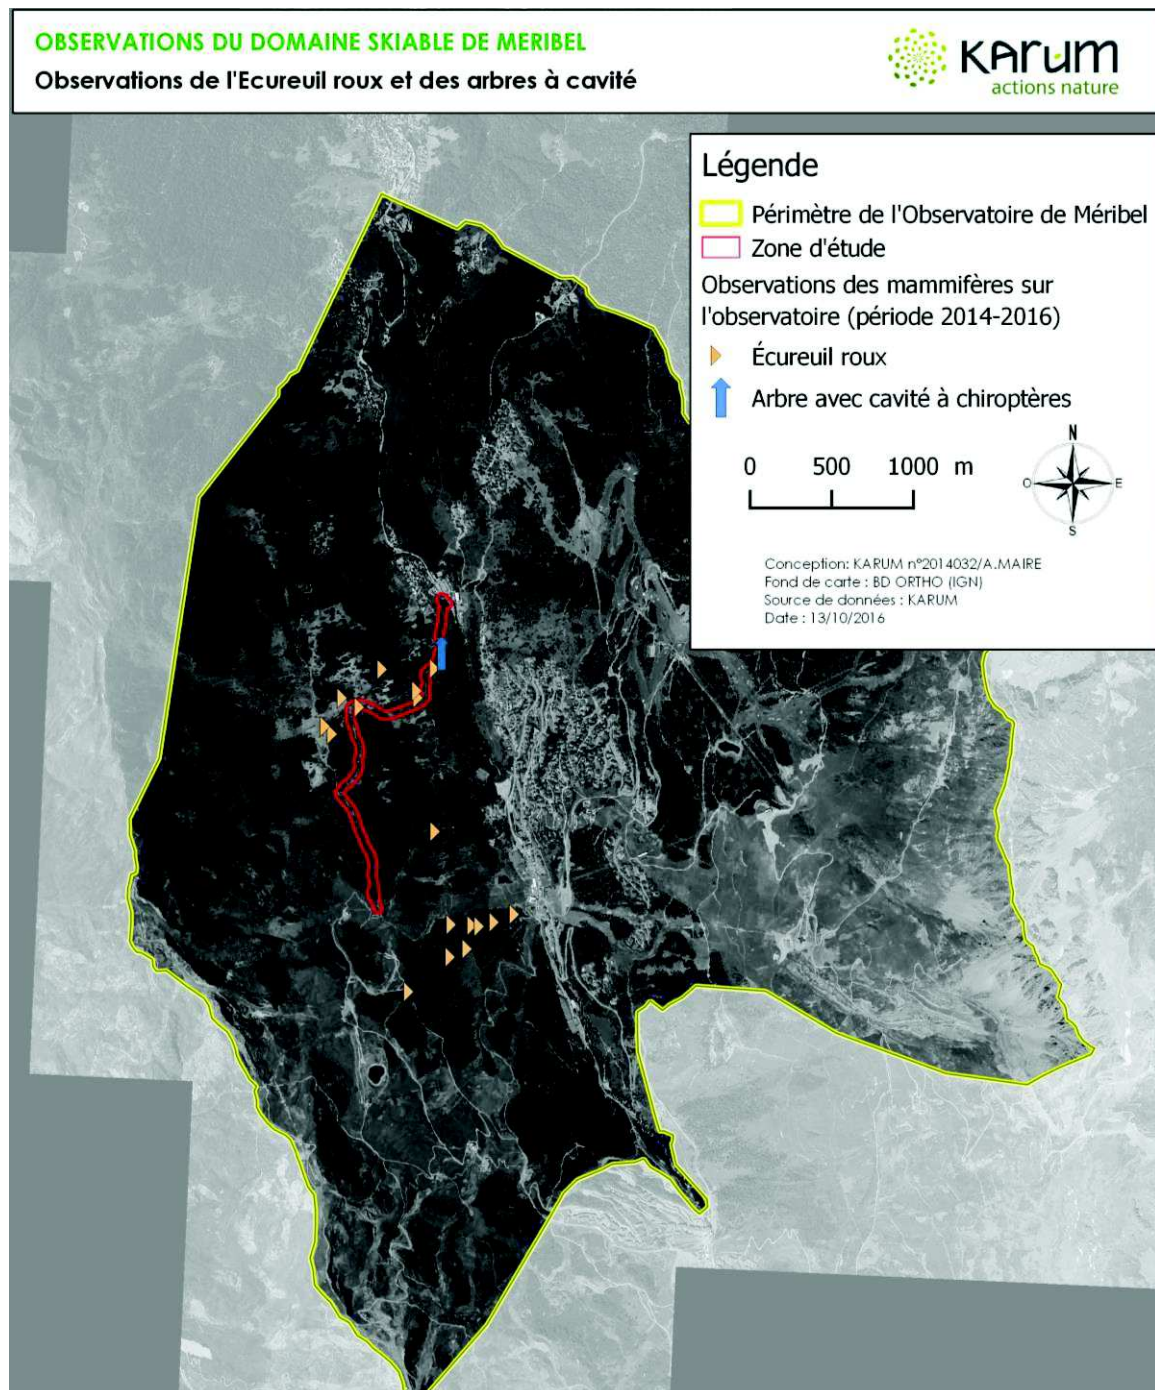 OBSERVATIONS DU DOMAINE SKIABLE DE MERIBEL
Observations de l'Ecureuil roux et des arbres à cavité
KARUM
actions nature
Légende
Périmètre de l'Observatoire de Méribel
Zone d'étude
Observations des mammifères sur
l'observatoire (période 2014-2016)
Écureuil roux
Arbre avec cavité à chiroptères
0 500 1000 m
N
O E
S
Conception: KARUM n°2014032/A.MAIRE
Fond de carte : BD ORTHO (IGN)
Source de données : KARUM
Date : 13/10/2016